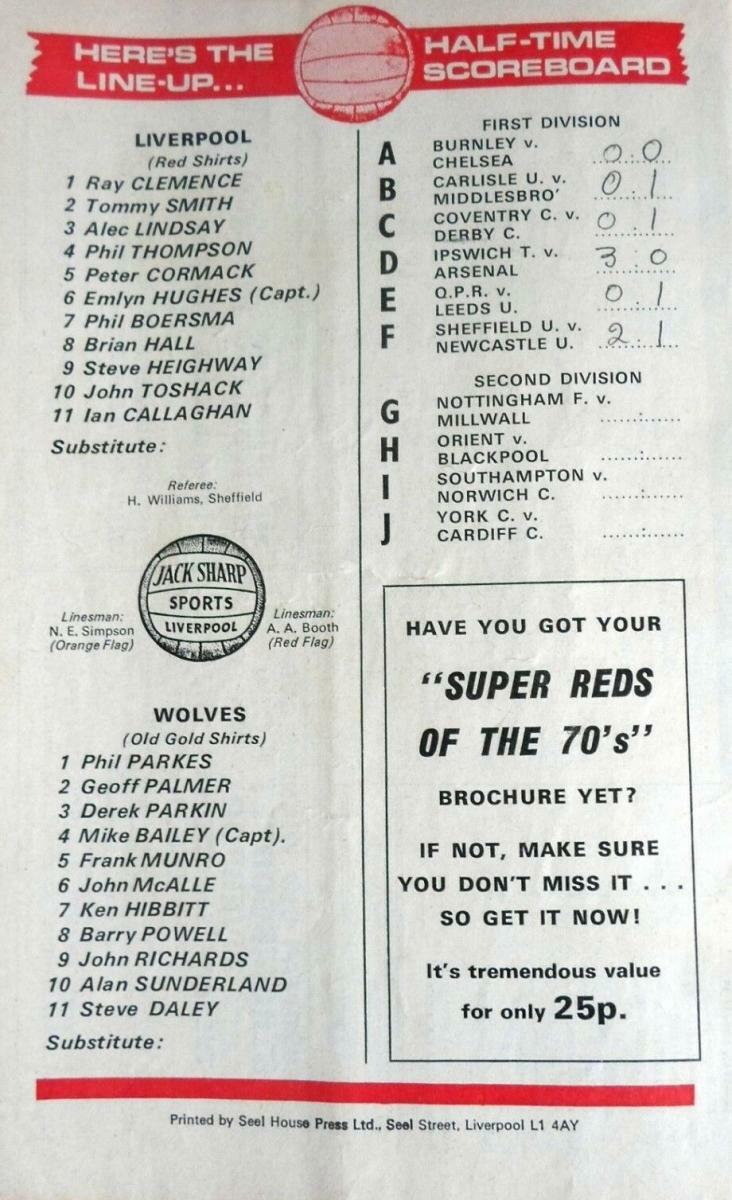 HERE'S THE
LINE-UP...
HALF-TIME
SCOREBOARD
LIVERPOOL
(Red Shirts)
1 Ray CLEMENCE
2 Tommy SMITH
3 Alec LINDSAY
4 Phil THOMPSON
5 Peter CORMACK
6 Emlyn HUGHES (Capt.)
7 Phil BOERSMA
8 Brian HALL
9 Steve HEIGHWAY
10 John TOSHACK
11 Ian CALLAGHAN
Substitute:
Referee:
H. Williams, Sheffield
JACK SHARP
SPORTS
LIVERPOOL
Linesman:
N. E. Simpson
(Orange Flag)
Linesman:
A. A. Booth
(Red Flag)
WOLVES
(Old Gold Shirts)
1 Phil PARKES
2 Geoff PALMER
3 Derek PARKIN
4 Mike BAILEY (Capt).
5 Frank MUNRO
6 John McALLE
7 Ken HIBBITT
8 Barry POWELL
9 John RICHARDS
10 Alan SUNDERLAND
11 Steve DALEY
Substitute:
FIRST DIVISION
A BURNLEY v.
CHELSEA 0 : 0
B CARLISLE U. v.
MIDDLESBRO' 0 : 1
C COVENTRY C. v.
DERBY C. 0 : 1
D IPSWICH T. v.
ARSENAL 3 : 0
E Q.P.R. v.
LEEDS U. 0 : 1
F SHEFFIELD U. v.
NEWCASTLE U. 2 : 1
SECOND DIVISION
G NOTTINGHAM F. v.
MILLWALL ......:......
H ORIENT v.
BLACKPOOL ......:......
I SOUTHAMPTON v.
NORWICH C. ......:......
J YORK C. v.
CARDIFF C. ......:......
HAVE YOU GOT YOUR
"SUPER REDS
OF THE 70's"
BROCHURE YET?
IF NOT, MAKE SURE
YOU DON'T MISS IT . . .
SO GET IT NOW!
It's tremendous value
for only 25p.
Printed by Seel House Press Ltd., Seel Street, Liverpool L1 4AY